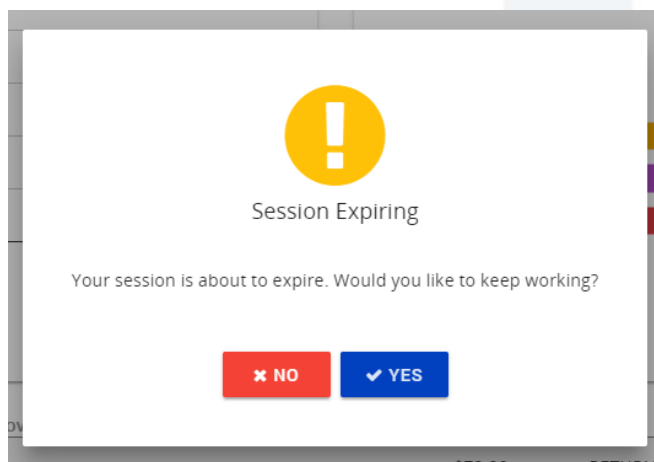 Session Expiring
Your session is about to expire. Would you like to keep working?
NO
YES